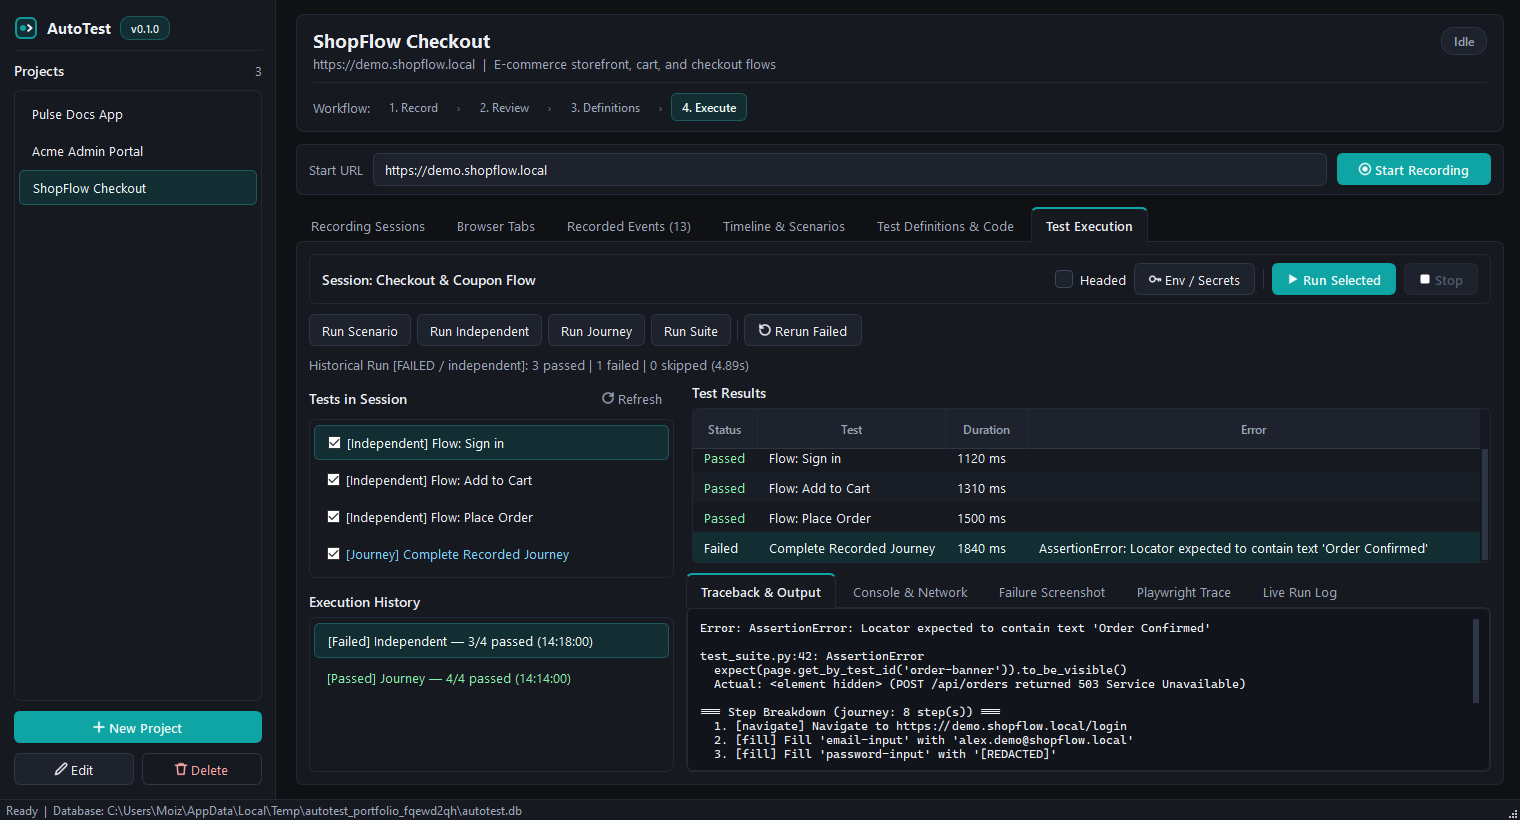 AutoTest v0.1.0
Projects 3
Pulse Docs App
Acme Admin Portal
ShopFlow Checkout
New Project
Edit Delete
ShopFlow Checkout
Idle
https://demo.shopflow.local | E-commerce storefront, cart, and checkout flows
Workflow: 1. Record › 2. Review › 3. Definitions › 4. Execute
Start URL https://demo.shopflow.local Start Recording
Recording Sessions Browser Tabs Recorded Events (13) Timeline & Scenarios Test Definitions & Code Test Execution
Session: Checkout & Coupon Flow Headed Env / Secrets Run Selected Stop
Run Scenario Run Independent Run Journey Run Suite Rerun Failed
Historical Run [FAILED / independent]: 3 passed | 1 failed | 0 skipped (4.89s)
Tests in Session Refresh
[Independent] Flow: Sign in
[Independent] Flow: Add to Cart
[Independent] Flow: Place Order
[Journey] Complete Recorded Journey
Execution History
[Failed] Independent — 3/4 passed (14:18:00)
[Passed] Journey — 4/4 passed (14:14:00)
Test Results
Status Test Duration Error
Passed Flow: Sign in 1120 ms
Passed Flow: Add to Cart 1310 ms
Passed Flow: Place Order 1500 ms
Failed Complete Recorded Journey 1840 ms AssertionError: Locator expected to contain text 'Order Confirmed'
Traceback & Output Console & Network Failure Screenshot Playwright Trace Live Run Log
Error: AssertionError: Locator expected to contain text 'Order Confirmed'
test_suite.py:42: AssertionError
expect(page.get_by_test_id('order-banner')).to_be_visible()
Actual: <element hidden> (POST /api/orders returned 503 Service Unavailable)
=== Step Breakdown (journey: 8 step(s)) ===
1. [navigate] Navigate to https://demo.shopflow.local/login
2. [fill] Fill 'email-input' with 'alex.demo@shopflow.local'
3. [fill] Fill 'password-input' with '[REDACTED]'
Ready | Database: C:\Users\Moiz\AppData\Local\Temp\autotest_portfolio_fqewd2qh\autotest.db